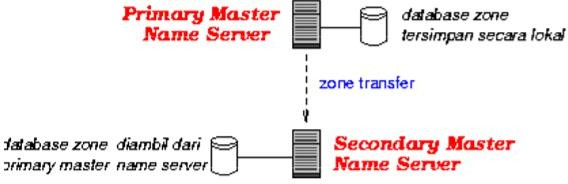 Primary Master
Name Server
database zone
tersimpan secara lokal
zone transfer
database zone diambil dari
primary master name server
Secondary Master
Name Server